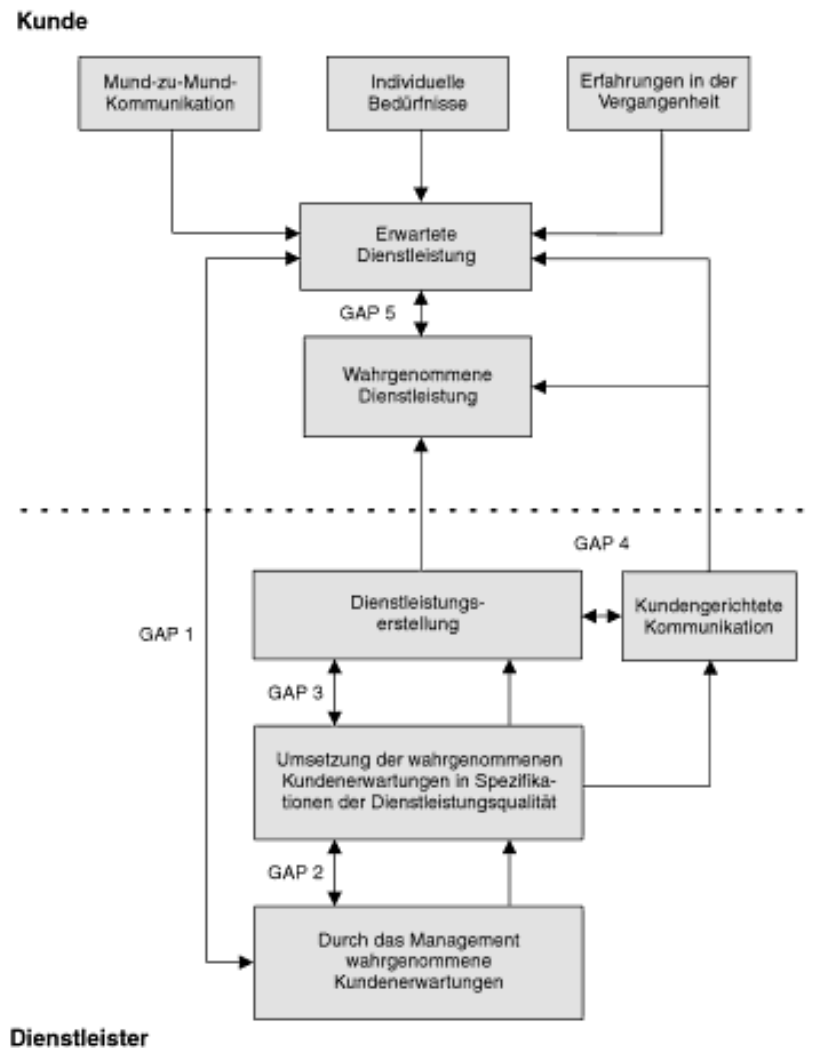 Kunde
Mund-zu-Mund-
Kommunikation
Individuelle
Bedürfnisse
Erfahrungen in der
Vergangenheit
Erwartete
Dienstleistung
GAP 5
Wahrgenommene
Dienstleistung
GAP 4
Dienstleistungs-
erstellung
Kundengerichtete
Kommunikation
GAP 1
GAP 3
Umsetzung der wahrgenommenen
Kundenerwartungen in Spezifika-
tionen der Dienstleistungsqualität
GAP 2
Durch das Management
wahrgenommene
Kundenerwartungen
Dienstleister